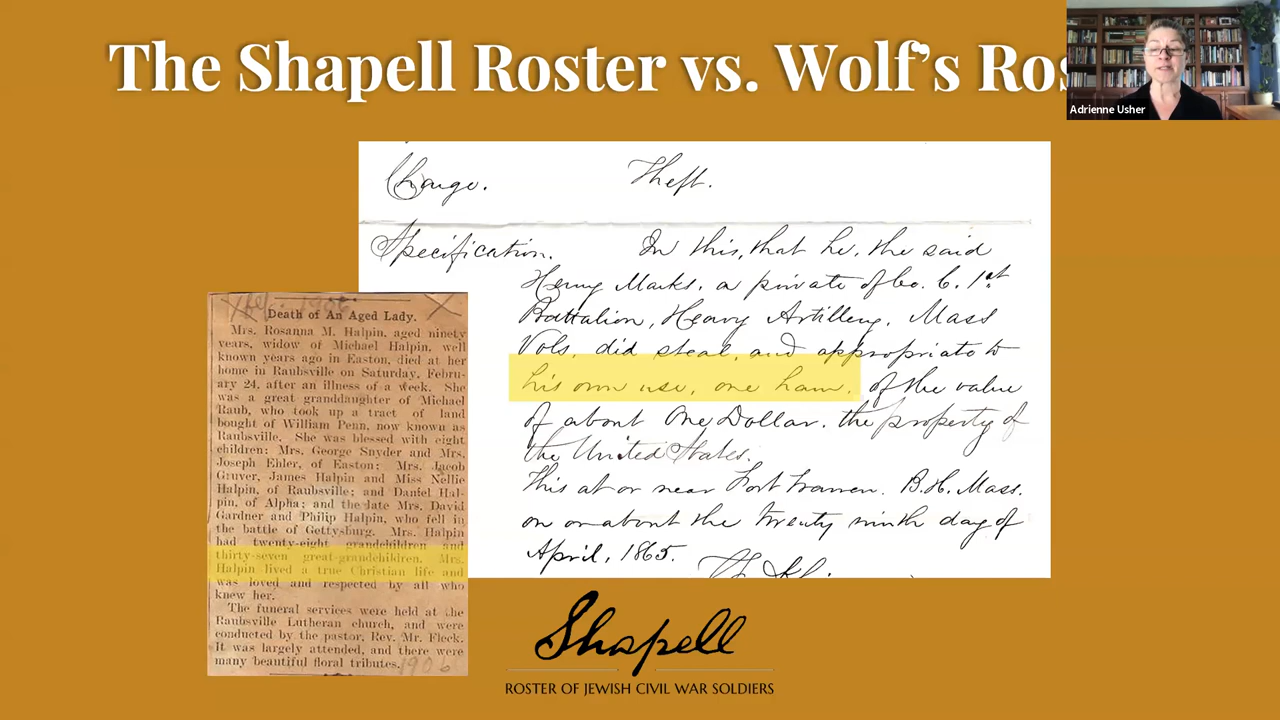 The Shapell Roster vs. Wolf's Ros
Adrienne Usher
Charge. Theft.
Specification. In this, that he, the said
Henry Marks, a private of Co. C. 1st
Battalion, Heavy Artillery, Mass
Vols, did steal, and appropriate to
his own use, one ham, of the value
of about One Dollar. the property of
the United States.
This at or near Fort Warren. B.H. Mass.
on or about the twenty ninth day of
April, 1865.
1906
Death of An Aged Lady.
Mrs. Rosanna M. Halpin, aged ninety
years, widow of Michael Halpin, well
known years ago in Easton, died at her
home in Raubsville on Saturday, Febru-
ary 24, after an illness of a week. She
was a great granddaughter of Michael
Raub, who took up a tract of land
bought of William Penn, now known as
Raubsville. She was blessed with eight
children: Mrs. George Snyder and Mrs.
Joseph Ehler, of Easton; Mrs. Jacob
Gruver, James Halpin and Miss Nellie
Halpin, of Raubsville; and Daniel Hal-
pin, of Alpha; and the late Mrs. David
Gardner and Philip Halpin, who fell in
the battle of Gettysburg. Mrs. Halpin
had twenty-eight grandchildren and
thirty-seven great-grandchildren. Mrs.
Halpin lived a true Christian life and
was loved and respected by all who
knew her.
The funeral services were held at the
Raubsville Lutheran church, and were
conducted by the pastor, Rev. Mr. Fleck.
It was largely attended, and there were
many beautiful floral tributes.
1906
Shapell
ROSTER OF JEWISH CIVIL WAR SOLDIERS